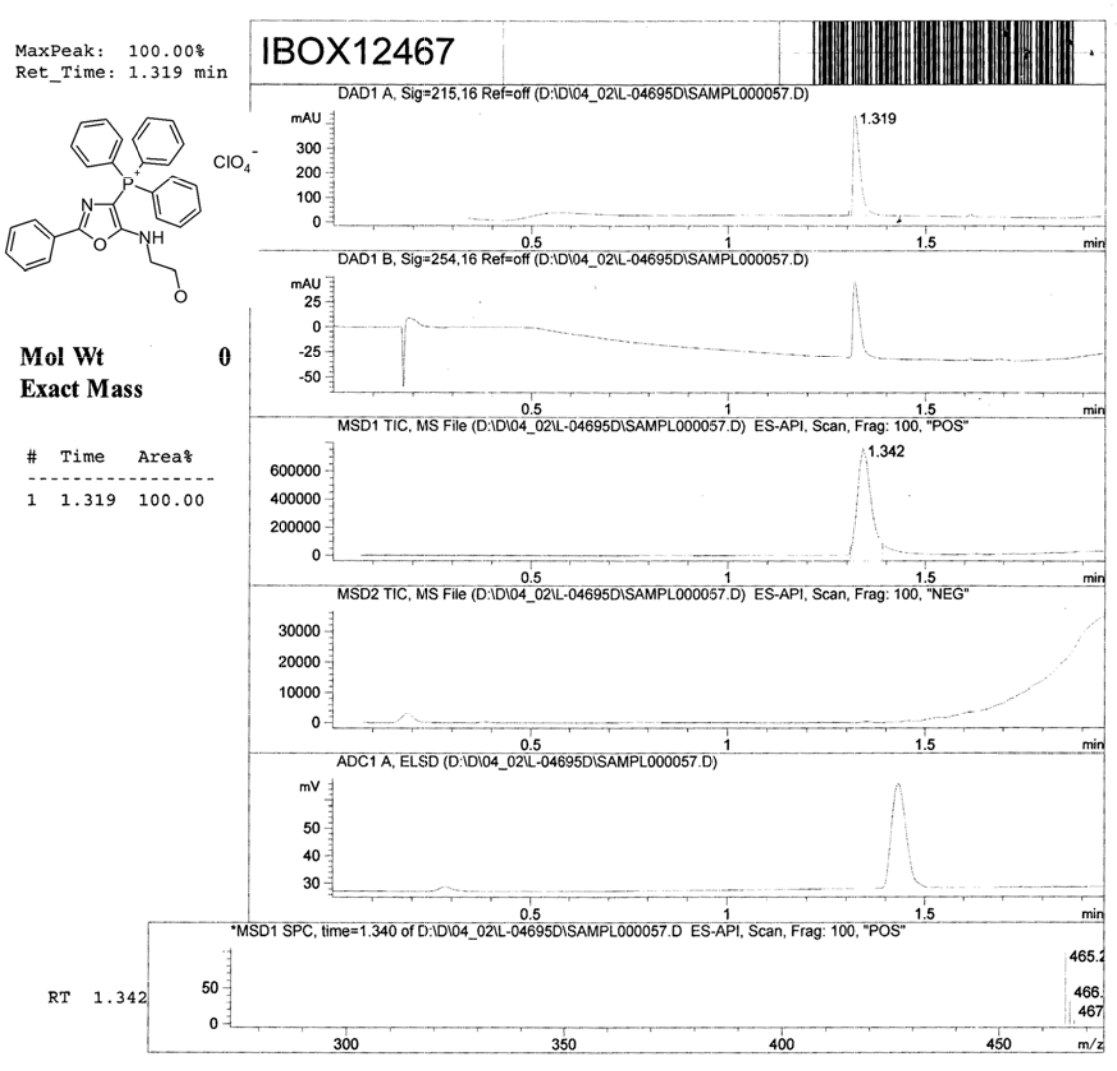 MaxPeak: 100.00%
Ret_Time: 1.319 min
IBOX12467
ClO4-
P+
N
O
NH
O
Mol Wt 0
Exact Mass
# Time Area%
1 1.319 100.00
DAD1 A, Sig=215,16 Ref=off (D:\D\04_02\L-04695D\SAMPL000057.D)
mAU
300
200
100
0
1.319
0.5 1 1.5 min
DAD1 B, Sig=254,16 Ref=off (D:\D\04_02\L-04695D\SAMPL000057.D)
mAU
25
0
-25
-50
0.5 1 1.5 min
MSD1 TIC, MS File (D:\D\04_02\L-04695D\SAMPL000057.D) ES-API, Scan, Frag: 100, "POS"
600000
400000
200000
0
1.342
0.5 1 1.5 min
MSD2 TIC, MS File (D:\D\04_02\L-04695D\SAMPL000057.D) ES-API, Scan, Frag: 100, "NEG"
30000
20000
10000
0
0.5 1 1.5 min
ADC1 A, ELSD (D:\D\04_02\L-04695D\SAMPL000057.D)
mV
50
40
30
0.5 1 1.5 min
*MSD1 SPC, time=1.340 of D:\D\04_02\L-04695D\SAMPL000057.D ES-API, Scan, Frag: 100, "POS"
RT 1.342
50
0
465.2
466.
467
300 350 400 450 m/z